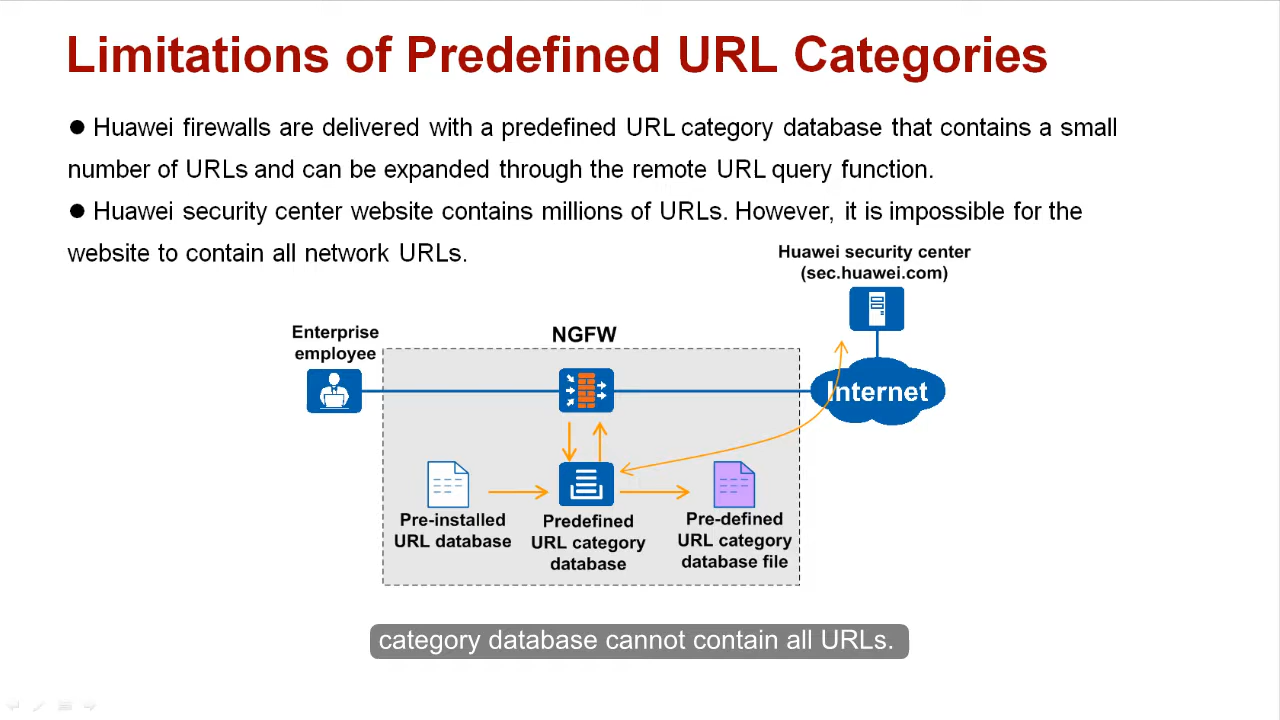 Limitations of Predefined URL Categories
● Huawei firewalls are delivered with a predefined URL category database that contains a small
number of URLs and can be expanded through the remote URL query function.
● Huawei security center website contains millions of URLs. However, it is impossible for the
website to contain all network URLs.
Huawei security center
(sec.huawei.com)
Enterprise
employee
NGFW
Internet
Pre-installed
URL database
Predefined
URL category
database
Pre-defined
URL category
database file
category database cannot contain all URLs.